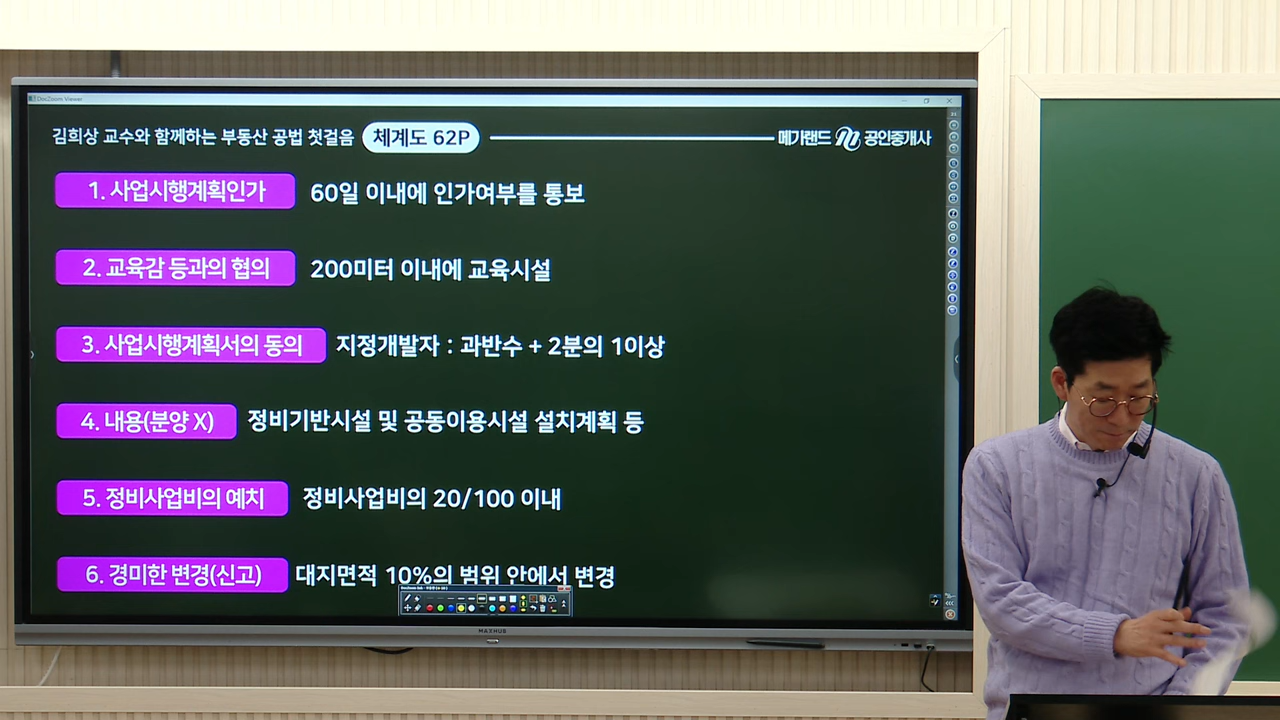 DocZoom Viewer
김희상 교수와 함께하는 부동산 공법 첫걸음 체계도 62P 메가랜드 공인중개사
1. 사업시행계획인가 60일 이내에 인가여부를 통보
2. 교육감 등과의 협의 200미터 이내에 교육시설
3. 사업시행계획서의 동의 지정개발자 : 과반수 + 2분의 1이상
4. 내용(분양 X) 정비기반시설 및 공동이용시설 설치계획 등
5. 정비사업비의 예치 정비사업비의 20/100 이내
6. 경미한 변경(신고) 대지면적 10%의 범위 안에서 변경
MAXHUB